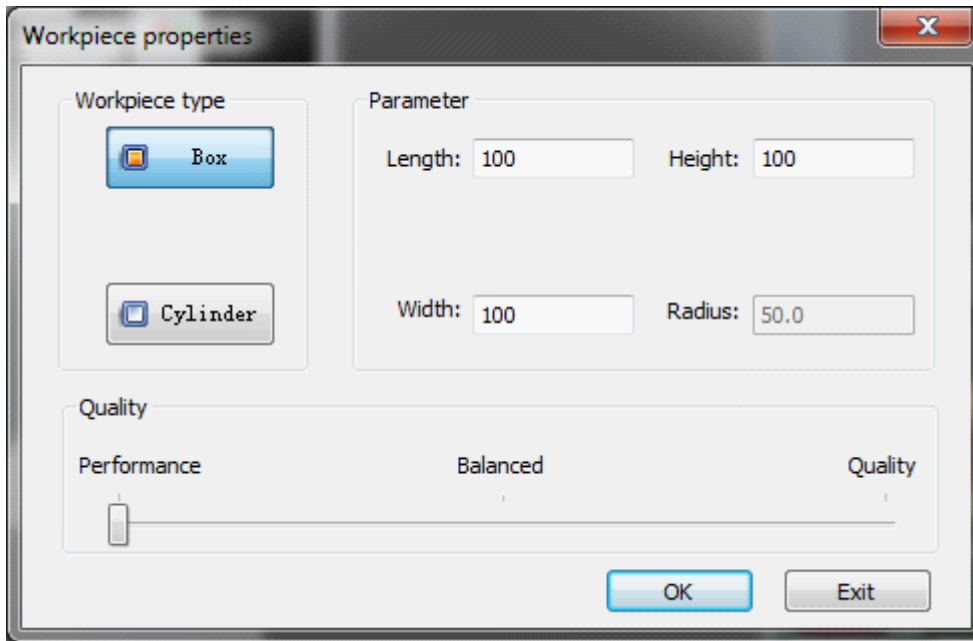 Workpiece properties
Workpiece type
Box
Cylinder
Parameter
Length: 100 Height: 100
Width: 100 Radius: 50.0
Quality
Performance Balanced Quality
OK Exit